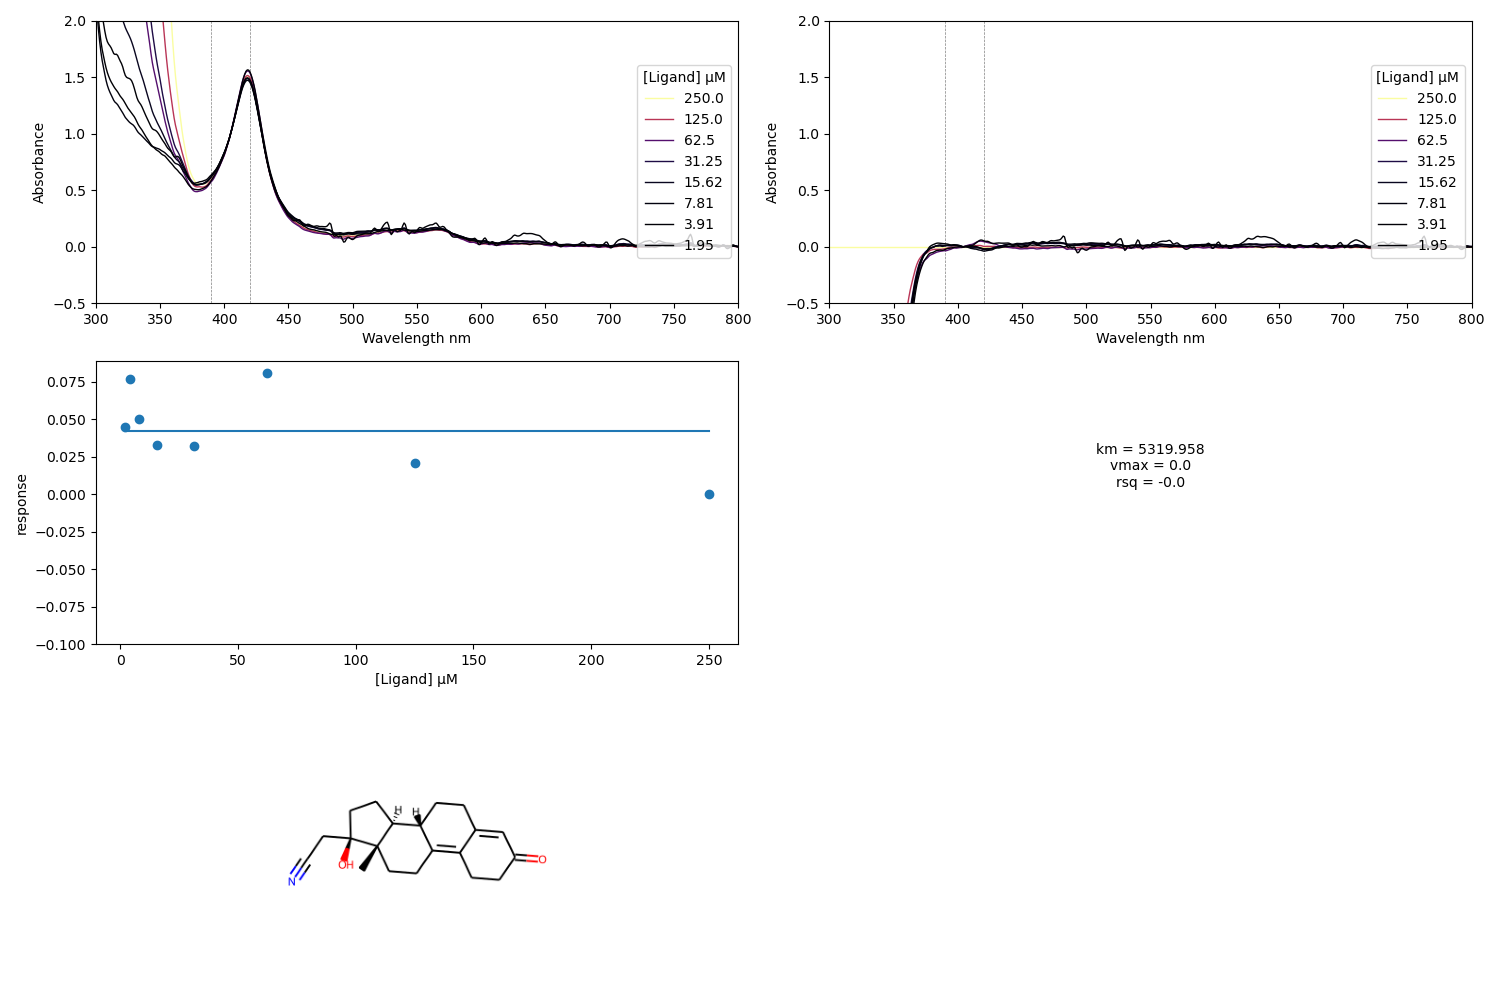 2.0
1.5
1.0
0.5
0.0
−0.5
Absorbance
300 350 400 450 500 550 600 650 700 750 800
Wavelength nm
[Ligand] µM
250.0
125.0
62.5
31.25
15.62
7.81
3.91
1.95
2.0
1.5
1.0
0.5
0.0
−0.5
Absorbance
300 350 400 450 500 550 600 650 700 750 800
Wavelength nm
[Ligand] µM
250.0
125.0
62.5
31.25
15.62
7.81
3.91
1.95
0.075
0.050
0.025
0.000
−0.025
−0.050
−0.075
−0.100
response
0 50 100 150 200 250
[Ligand] µM
km = 5319.958
vmax = 0.0
rsq = -0.0
H H
OH
O
N